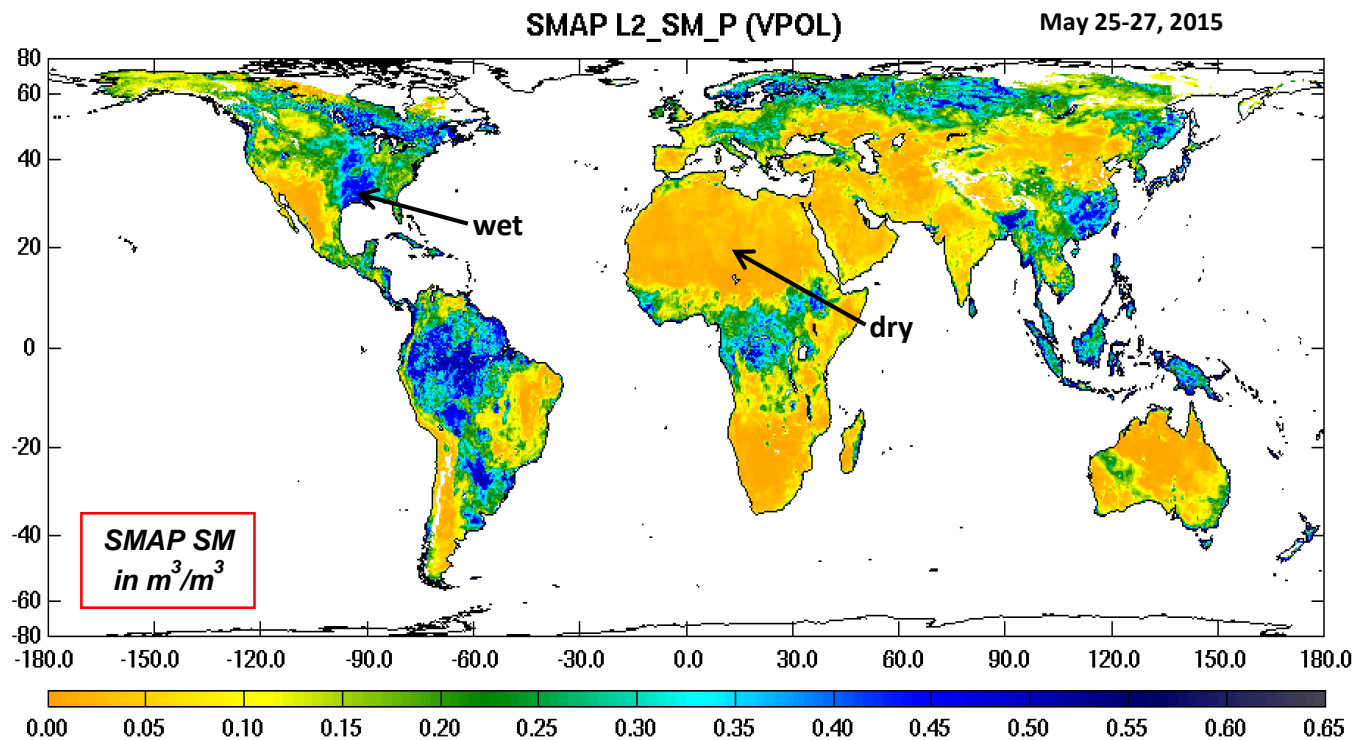 SMAP L2_SM_P (VPOL)
May 25-27, 2015
80
60
40
20
0
-20
-40
-60
-80
wet
dry
SMAP SM
in m³/m³
-180.0 -150.0 -120.0 -90.0 -60.0 -30.0 0.0 30.0 60.0 90.0 120.0 150.0 180.0
0.00 0.05 0.10 0.15 0.20 0.25 0.30 0.35 0.40 0.45 0.50 0.55 0.60 0.65